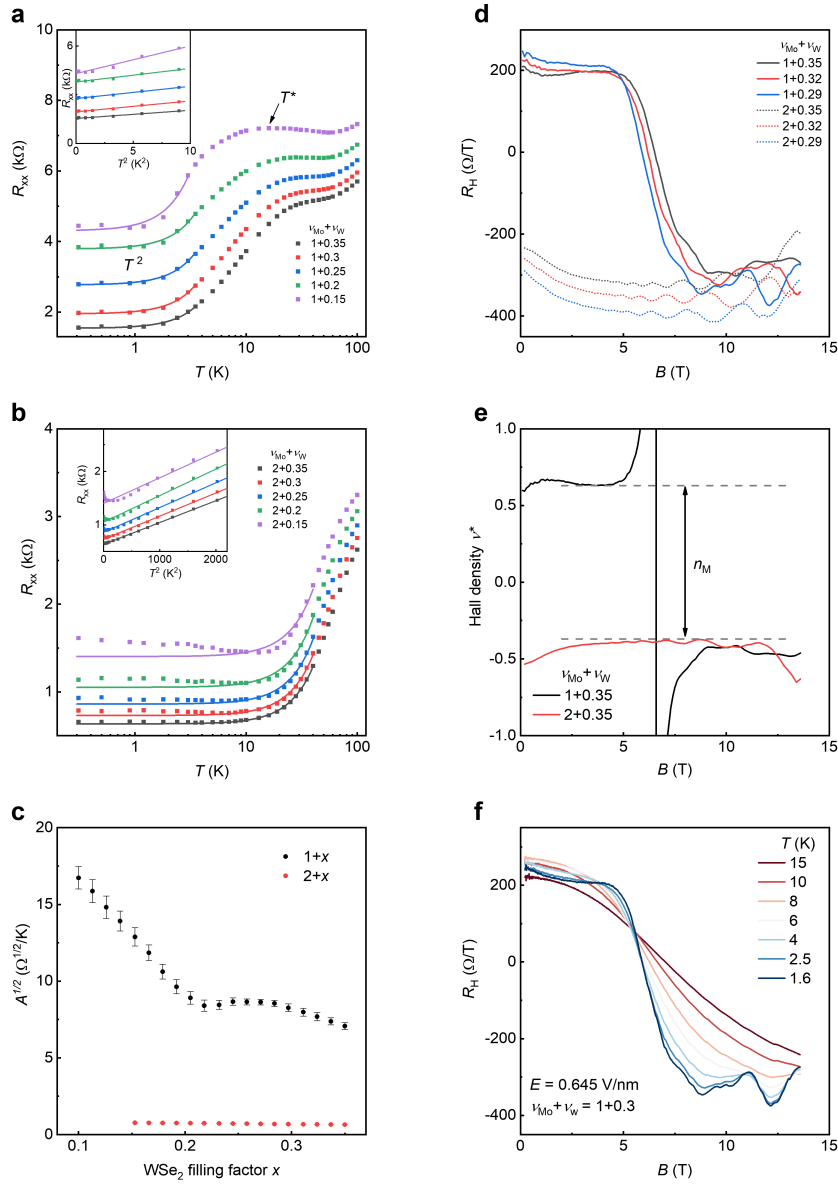 a
10
8
6
4
2
R_xx (kΩ)
1
10
100
T (K)
6
3
0
R_xx (kΩ)
0
5
10
T² (K²)
T*
T²
ν_Mo+ν_W
1+0.35
1+0.3
1+0.25
1+0.2
1+0.15
b
4
3
2
1
R_xx (kΩ)
1
10
100
T (K)
2
1
R_xx (kΩ)
0
1000
2000
T² (K²)
ν_Mo+ν_W
2+0.35
2+0.3
2+0.25
2+0.2
2+0.15
c
20
15
10
5
0
A^1/2 (Ω^1/2/K)
0.1
0.2
0.3
WSe₂ filling factor x
1+x
2+x
d
200
0
-200
-400
R_H (Ω/T)
0
5
10
15
B (T)
ν_Mo+ν_W
1+0.35
1+0.32
1+0.29
2+0.35
2+0.32
2+0.29
e
1.0
0.5
0.0
-0.5
-1.0
Hall density ν*
0
5
10
15
B (T)
n_M
ν_Mo+ν_W
1+0.35
2+0.35
f
200
0
-200
-400
R_H (Ω/T)
0
5
10
15
B (T)
T (K)
15
10
8
6
4
2.5
1.6
E = 0.645 V/nm
ν_Mo+ν_w = 1+0.3